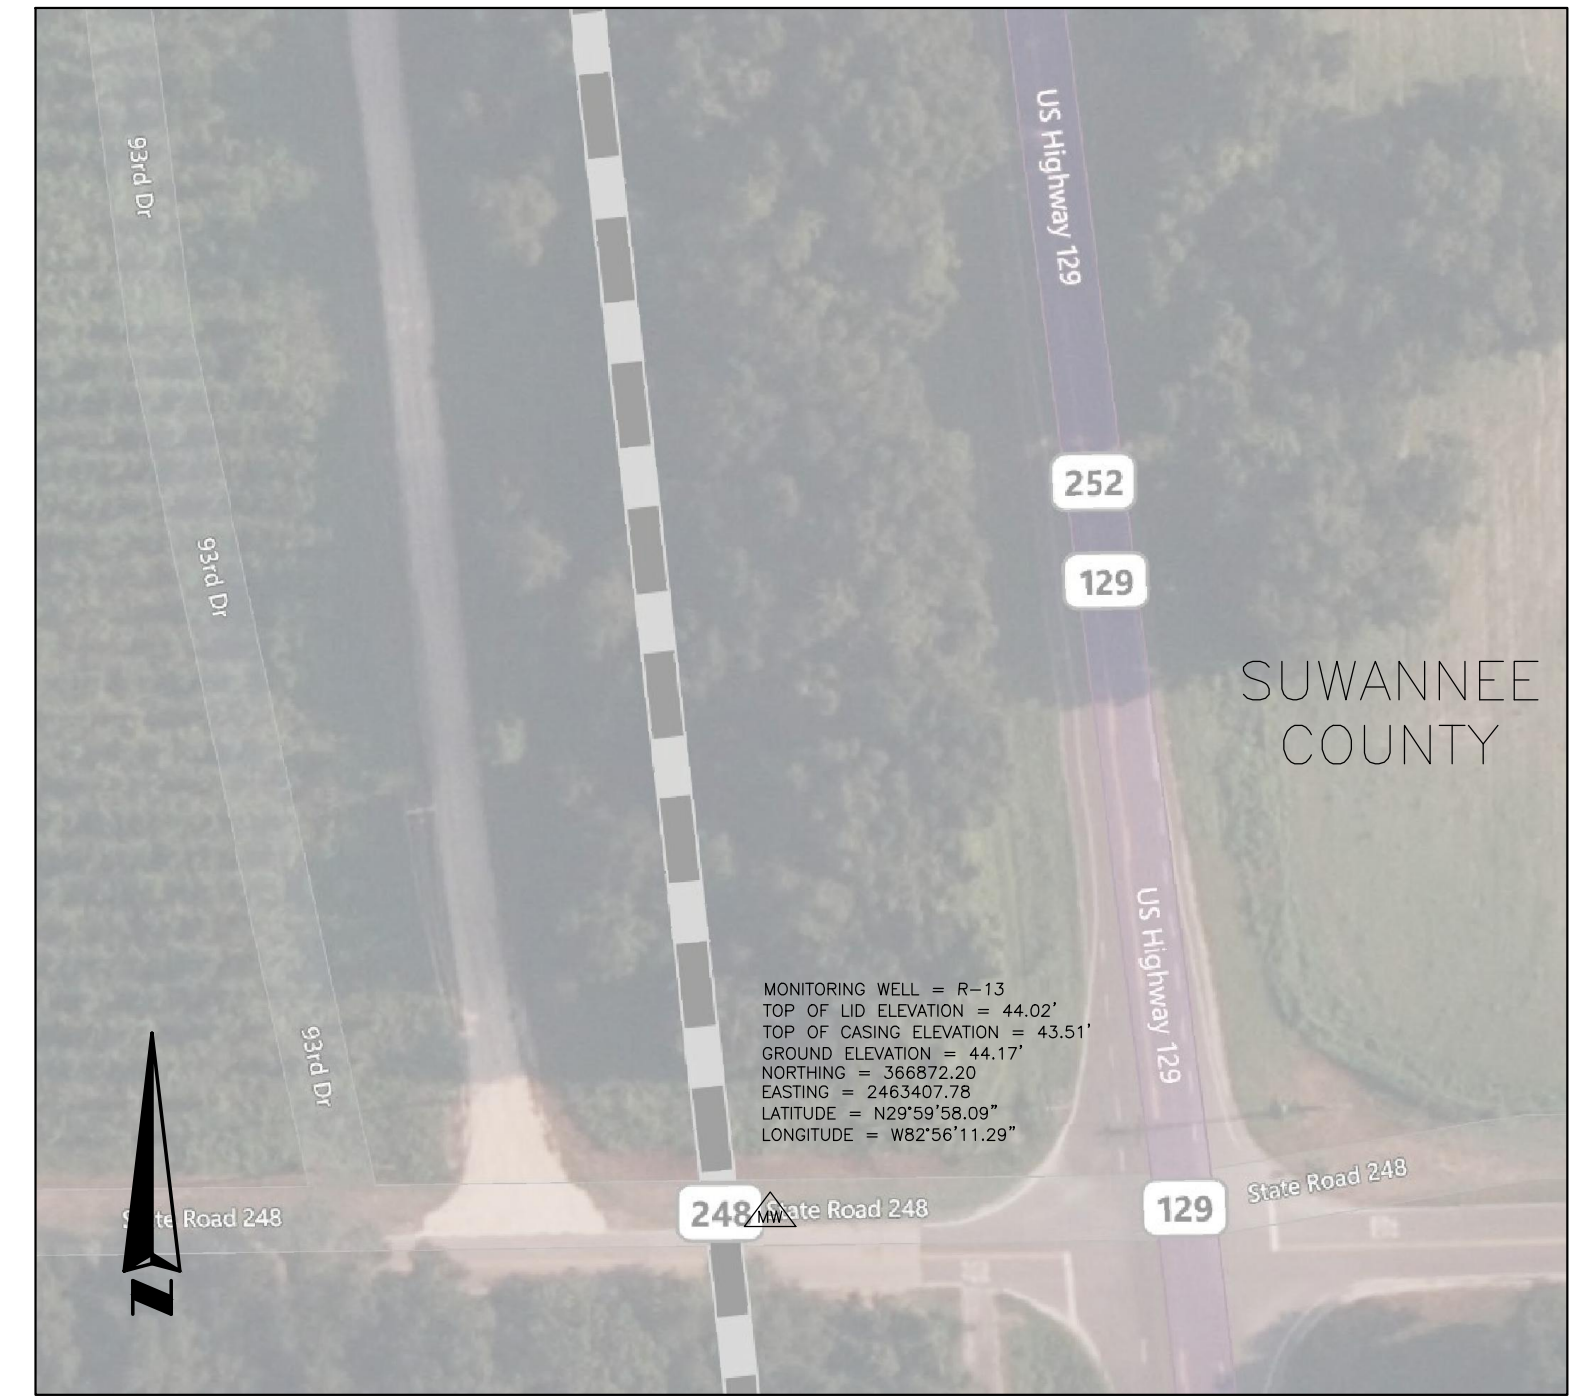 93rd Dr
US Highway 129
252
93rd Dr
129
SUWANNEE
COUNTY
US Highway 129
MONITORING WELL = R-13
TOP OF LID ELEVATION = 44.02'
TOP OF CASING ELEVATION = 43.51'
GROUND ELEVATION = 44.17'
NORTHING = 366872.20
EASTING = 2463407.78
LATITUDE = N29°59'58.09"
LONGITUDE = W82°56'11.29"
93rd Dr
State Road 248
248
MW
State Road 248
129
State Road 248
N